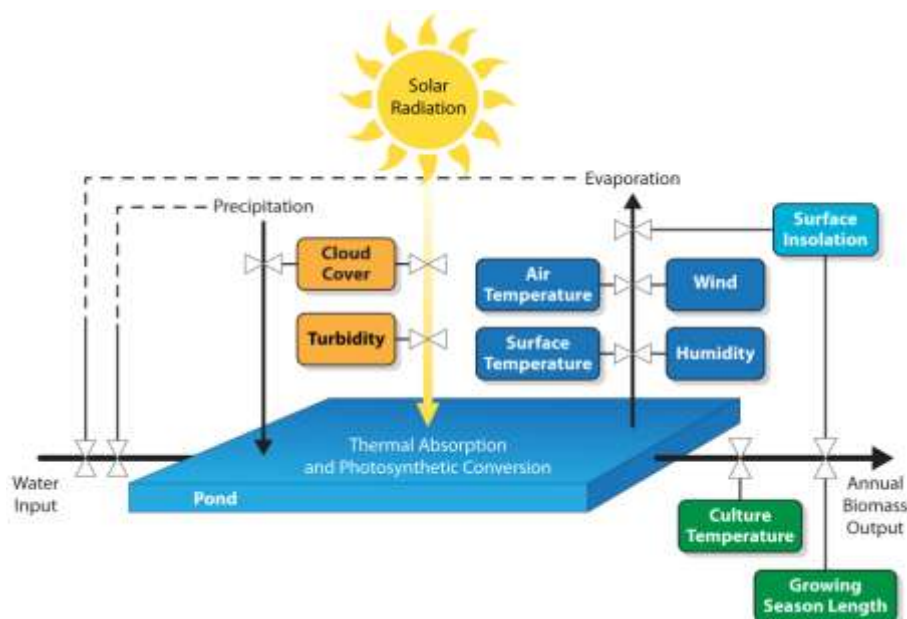 Solar
Radiation
Evaporation
Precipitation
Surface
Insolation
Cloud
Cover
Air
Temperature
Wind
Turbidity
Surface
Temperature
Humidity
Thermal Absorption
and Photosynthetic Conversion
Water
Input
Pond
Annual
Biomass
Output
Culture
Temperature
Growing
Season Length